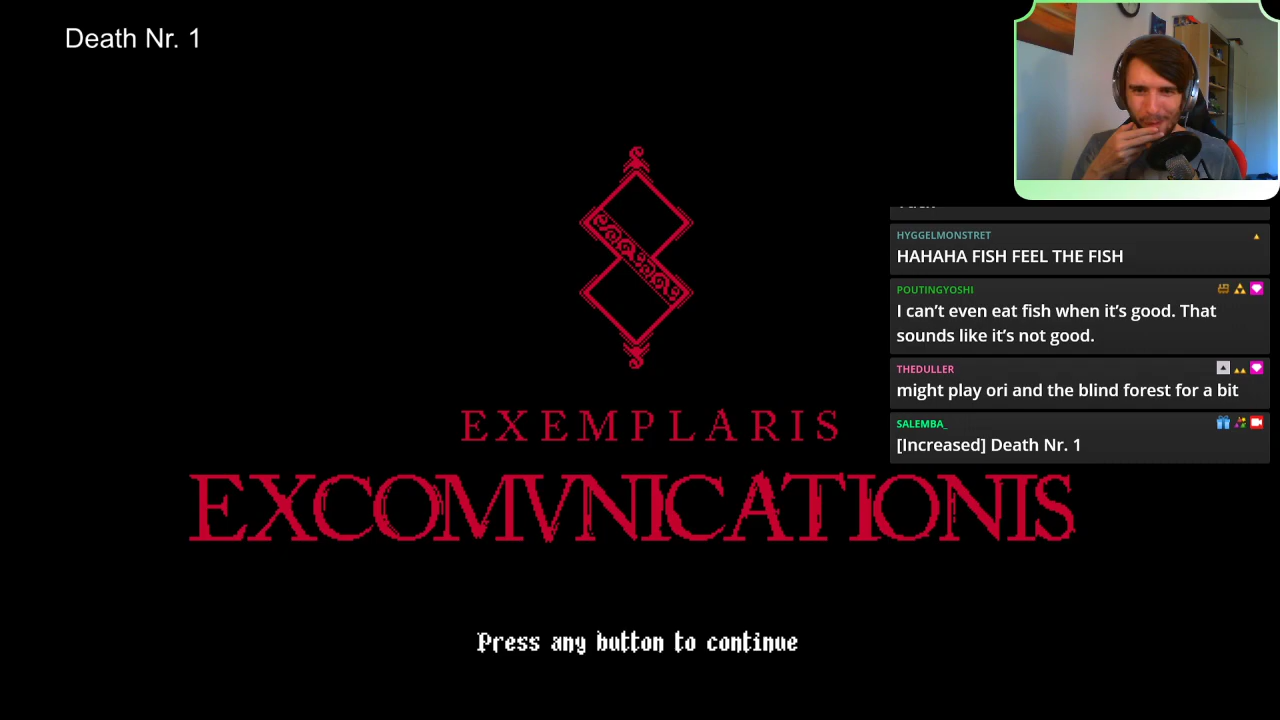 Death Nr. 1
HYGGELMONSTRET
HAHAHA FISH FEEL THE FISH
POUTINGYOSHI
I can't even eat fish when it's good. That
sounds like it's not good.
THEDULLER
might play ori and the blind forest for a bit
SALEMBA_
[Increased] Death Nr. 1
EXEMPLARIS
EXCOMVNICATIONIS
Press any button to continue